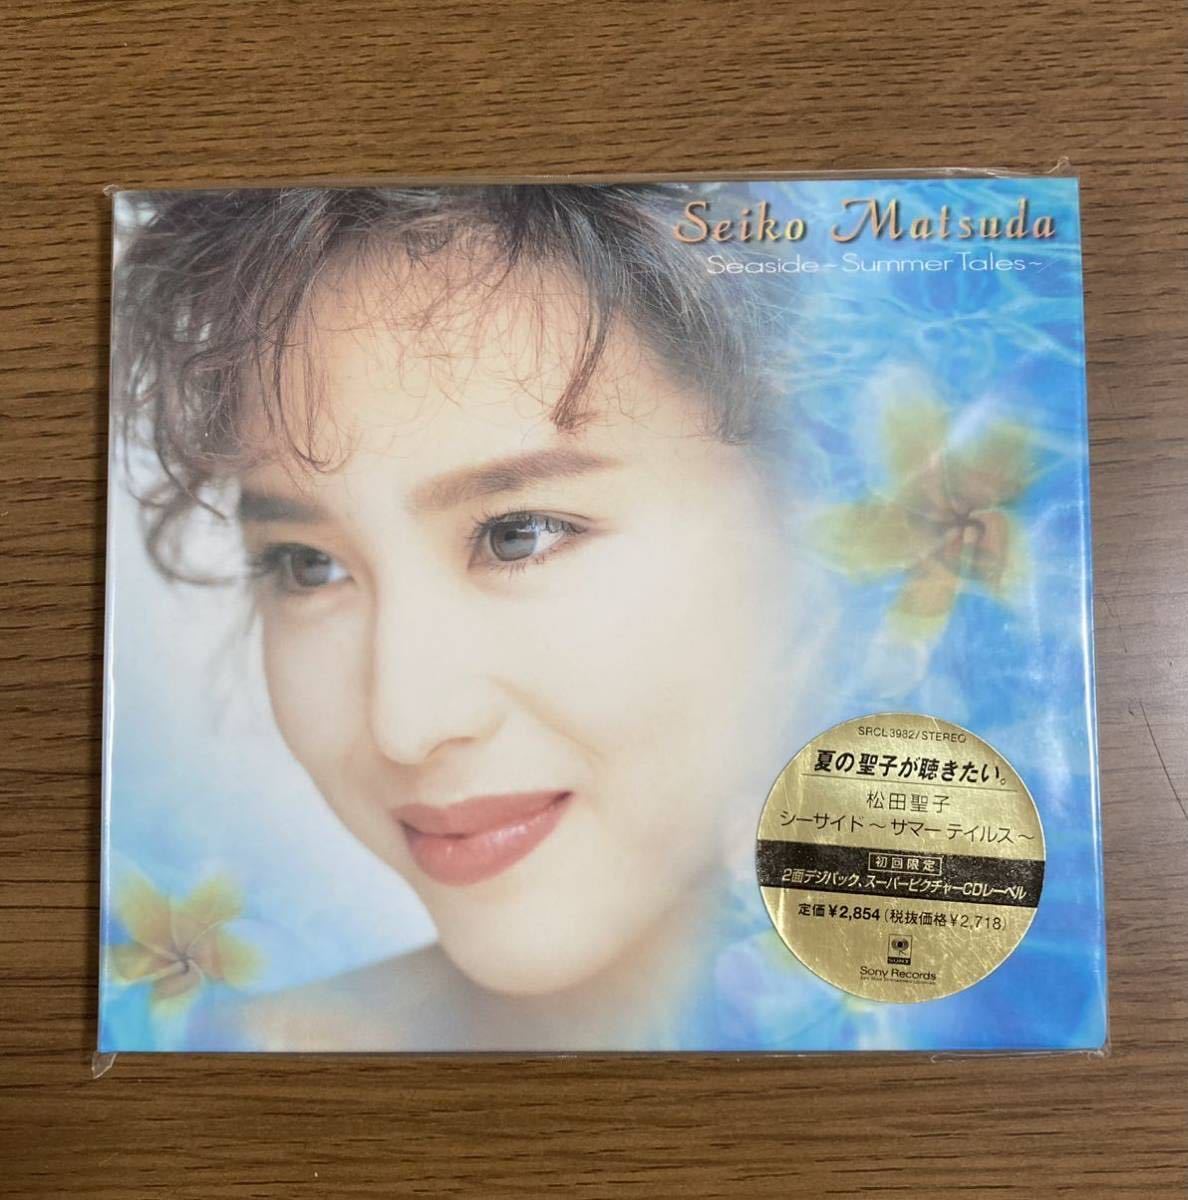 Seiko Matsuda
Seaside~Summer Tales~
SRCL 3982/STEREO
夏の聖子が聴きたい。
松田聖子
シーサイド~サマー テイルス~
初回限定
2面デジパック、スーパーピクチャーCDレーベル
定価¥2,854(税抜価格¥2,718)
SONY
Sony Records